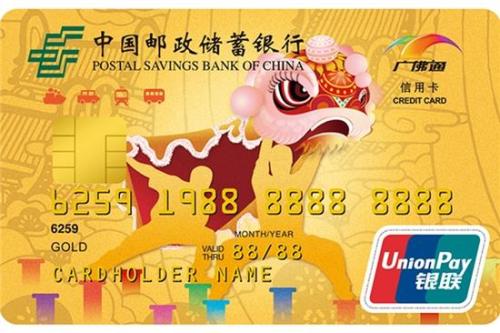 中国邮政储蓄银行
POSTAL SAVINGS BANK OF CHINA
广佛通
信用卡
CREDIT CARD
6259 1988 8888 8888
6259
GOLD
MONTH/YEAR
VALID THRU 88/88
CARDHOLDER NAME
UnionPay
银联